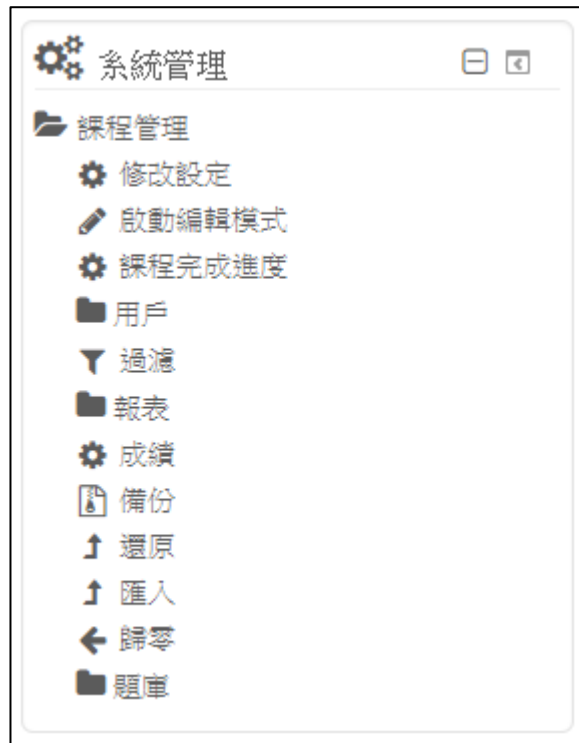 系統管理
課程管理
修改設定
啟動編輯模式
課程完成進度
用戶
過濾
報表
成績
備份
還原
匯入
歸零
題庫